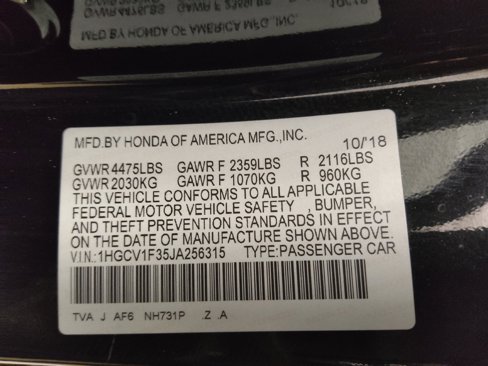 MFD.BY HONDA OF AMERICA MFG.,INC. 10/'18
GVWR 4475LBS GAWR F 2359LBS R 2116LBS
GVWR 2030KG GAWR F 1070KG R 960KG
THIS VEHICLE CONFORMS TO ALL APPLICABLE
FEDERAL MOTOR VEHICLE SAFETY , BUMPER,
AND THEFT PREVENTION STANDARDS IN EFFECT
ON THE DATE OF MANUFACTURE SHOWN ABOVE.
V.I.N.:1HGCV1F35JA256315 TYPE:PASSENGER CAR
TVA J AF6 NH731P .Z .A